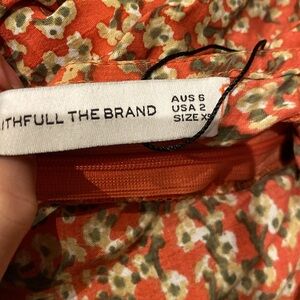 ITHFULL THE BRAND
AUS 6
USA 2
SIZE XS